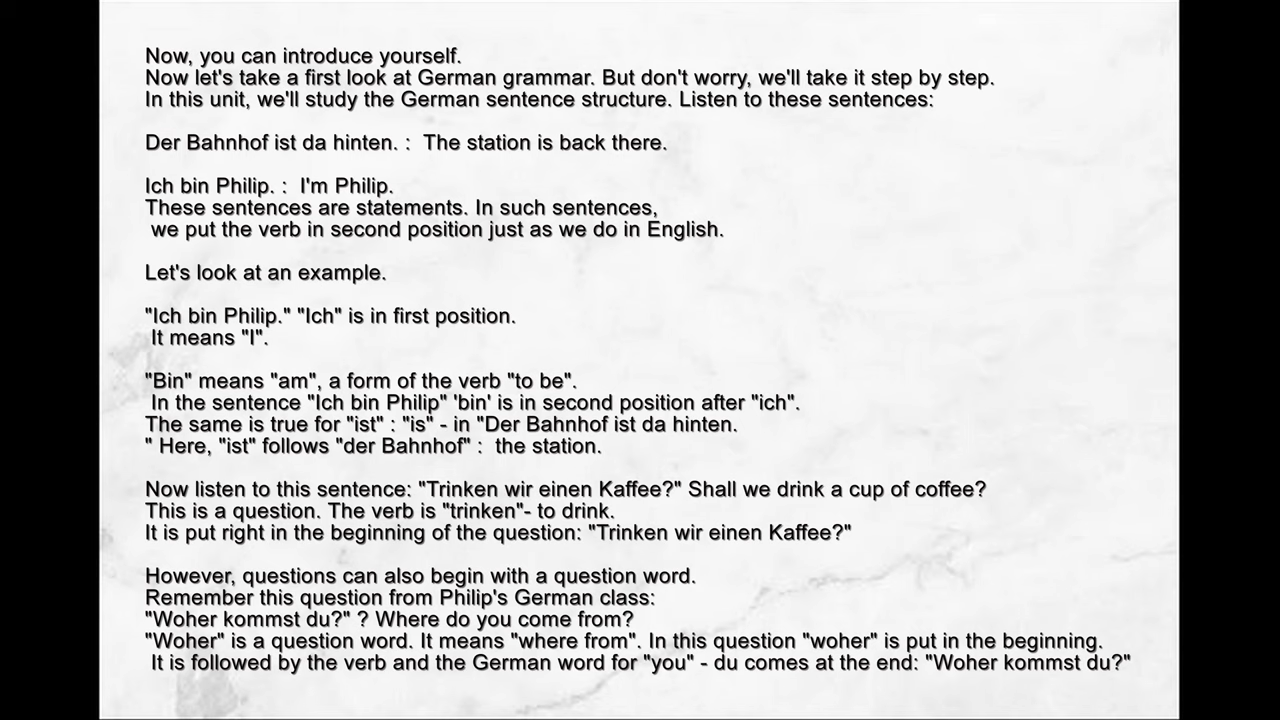 Now, you can introduce yourself.
Now let's take a first look at German grammar. But don't worry, we'll take it step by step.
In this unit, we'll study the German sentence structure. Listen to these sentences:
Der Bahnhof ist da hinten. :  The station is back there.
Ich bin Philip. :  I'm Philip.
These sentences are statements. In such sentences,
we put the verb in second position just as we do in English.
Let's look at an example.
"Ich bin Philip." "Ich" is in first position.
It means "I".
"Bin" means "am", a form of the verb "to be".
In the sentence "Ich bin Philip" 'bin' is in second position after "ich".
The same is true for "ist" : "is" - in "Der Bahnhof ist da hinten.
" Here, "ist" follows "der Bahnhof" :  the station.
Now listen to this sentence: "Trinken wir einen Kaffee?" Shall we drink a cup of coffee?
This is a question. The verb is "trinken"- to drink.
It is put right in the beginning of the question: "Trinken wir einen Kaffee?"
However, questions can also begin with a question word.
Remember this question from Philip's German class:
"Woher kommst du?" ? Where do you come from?
"Woher" is a question word. It means "where from". In this question "woher" is put in the beginning.
It is followed by the verb and the German word for "you" - du comes at the end: "Woher kommst du?"